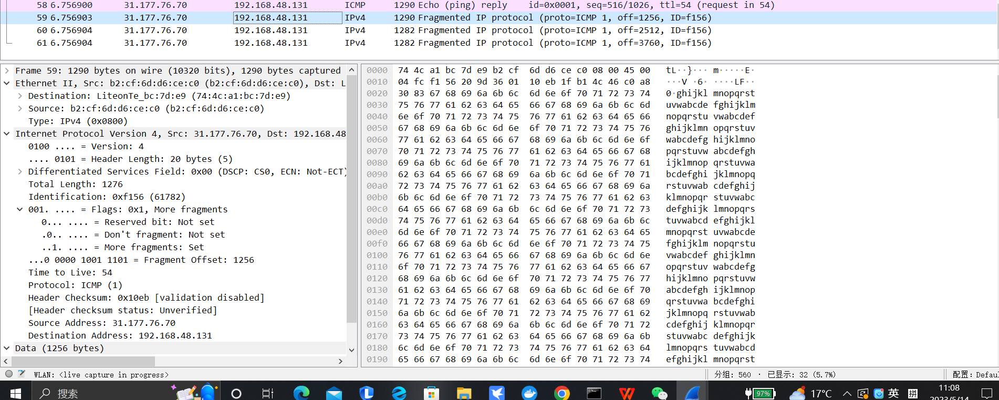 58 6.756900 31.177.76.70 192.168.48.131 ICMP 1290 Echo (ping) reply id=0x0001, seq=516/1026, ttl=54 (request in 54)
59 6.756903 31.177.76.70 192.168.48.131 IPv4 1290 Fragmented IP protocol (proto=ICMP 1, off=1256, ID=f156)
60 6.756904 31.177.76.70 192.168.48.131 IPv4 1282 Fragmented IP protocol (proto=ICMP 1, off=2512, ID=f156)
61 6.756904 31.177.76.70 192.168.48.131 IPv4 1282 Fragmented IP protocol (proto=ICMP 1, off=3760, ID=f156)
Frame 59: 1290 bytes on wire (10320 bits), 1290 bytes captured
Ethernet II, Src: b2:cf:6d:d6:ce:c0 (b2:cf:6d:d6:ce:c0), Dst: L
Destination: LiteonTe_bc:7d:e9 (74:4c:a1:bc:7d:e9)
Source: b2:cf:6d:d6:ce:c0 (b2:cf:6d:d6:ce:c0)
Type: IPv4 (0x0800)
Internet Protocol Version 4, Src: 31.177.76.70, Dst: 192.168.48
0100 .... = Version: 4
.... 0101 = Header Length: 20 bytes (5)
Differentiated Services Field: 0x00 (DSCP: CS0, ECN: Not-ECT)
Total Length: 1276
Identification: 0xf156 (61782)
001. .... = Flags: 0x1, More fragments
0... .... = Reserved bit: Not set
.0.. .... = Don't fragment: Not set
..1. .... = More fragments: Set
...0 0000 1001 1101 = Fragment Offset: 1256
Time to Live: 54
Protocol: ICMP (1)
Header Checksum: 0x10eb [validation disabled]
[Header checksum status: Unverified]
Source Address: 31.177.76.70
Destination Address: 192.168.48.131
Data (1256 bytes)
0000 74 4c a1 bc 7d e9 b2 cf 6d d6 ce c0 08 00 45 00 tL··}··· m·····E·
0010 04 fc f1 56 20 9d 36 01 10 eb 1f b1 4c 46 c0 a8 ···V ·6· ····LF··
0020 30 83 67 68 69 6a 6b 6c 6d 6e 6f 70 71 72 73 74 0·ghijkl mnopqrst
0030 75 76 77 61 62 63 64 65 66 67 68 69 6a 6b 6c 6d uvwabcde fghijklm
0040 6e 6f 70 71 72 73 74 75 76 77 61 62 63 64 65 66 nopqrstu vwabcdef
0050 67 68 69 6a 6b 6c 6d 6e 6f 70 71 72 73 74 75 76 ghijklmn opqrstuv
0060 77 61 62 63 64 65 66 67 68 69 6a 6b 6c 6d 6e 6f wabcdefg hijklmno
0070 70 71 72 73 74 75 76 77 61 62 63 64 65 66 67 68 pqrstuvw abcdefgh
0080 69 6a 6b 6c 6d 6e 6f 70 71 72 73 74 75 76 77 61 ijklmnop qrstuvwa
0090 62 63 64 65 66 67 68 69 6a 6b 6c 6d 6e 6f 70 71 bcdefghi jklmnopq
00a0 72 73 74 75 76 77 61 62 63 64 65 66 67 68 69 6a rstuvwab cdefghij
00b0 6b 6c 6d 6e 6f 70 71 72 73 74 75 76 77 61 62 63 klmnopqr stuvwabc
00c0 64 65 66 67 68 69 6a 6b 6c 6d 6e 6f 70 71 72 73 defghijk lmnopqrs
00d0 74 75 76 77 61 62 63 64 65 66 67 68 69 6a 6b 6c tuvwabcd efghijkl
00e0 6d 6e 6f 70 71 72 73 74 75 76 77 61 62 63 64 65 mnopqrst uvwabcde
00f0 66 67 68 69 6a 6b 6c 6d 6e 6f 70 71 72 73 74 75 fghijklm nopqrstu
0100 76 77 61 62 63 64 65 66 67 68 69 6a 6b 6c 6d 6e vwabcdef ghijklmn
0110 6f 70 71 72 73 74 75 76 77 61 62 63 64 65 66 67 opqrstuv wabcdefg
0120 68 69 6a 6b 6c 6d 6e 6f 70 71 72 73 74 75 76 77 hijklmno pqrstuvw
0130 61 62 63 64 65 66 67 68 69 6a 6b 6c 6d 6e 6f 70 abcdefgh ijklmnop
0140 71 72 73 74 75 76 77 61 62 63 64 65 66 67 68 69 qrstuvwa bcdefghi
0150 6a 6b 6c 6d 6e 6f 70 71 72 73 74 75 76 77 61 62 jklmnopq rstuvwab
0160 63 64 65 66 67 68 69 6a 6b 6c 6d 6e 6f 70 71 72 cdefghij klmnopqr
0170 73 74 75 76 77 61 62 63 64 65 66 67 68 69 6a 6b stuvwabc defghijk
0180 6c 6d 6e 6f 70 71 72 73 74 75 76 77 61 62 63 64 lmnopqrs tuvwabcd
0190 65 66 67 68 69 6a 6b 6c 6d 6e 6f 70 71 72 73 74 efghijkl mnopqrst
WLAN: <live capture in progress> 分组: 560 · 已显示: 32 (5.7%) 配置: Defau
搜索 97% 17°C 英 拼 11:08
2023/5/14